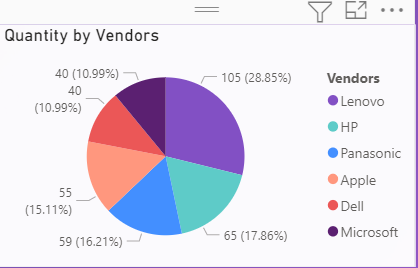 Quantity by Vendors
40 (10.99%)
40
(10.99%)
55
(15.11%)
59 (16.21%)
105 (28.85%)
65 (17.86%)
Vendors
Lenovo
HP
Panasonic
Apple
Dell
Microsoft